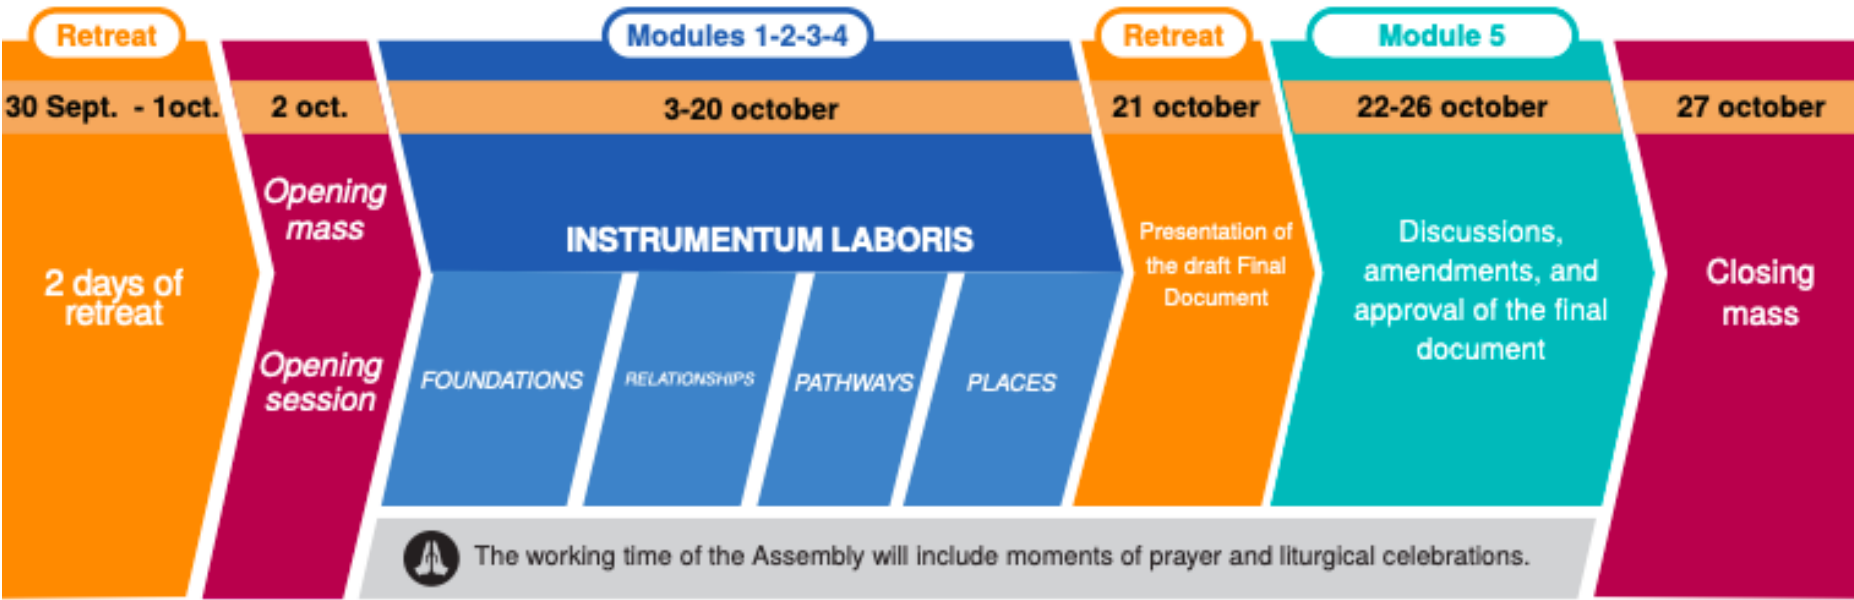 Retreat
Modules 1-2-3-4
Retreat
Module 5
30 Sept. - 1oct.
2 oct.
3-20 october
21 october
22-26 october
27 october
2 days of
retreat
Opening
mass
Opening
session
INSTRUMENTUM LABORIS
FOUNDATIONS
RELATIONSHIPS
PATHWAYS
PLACES
Presentation of
the draft Final
Document
Discussions,
amendments, and
approval of the final
document
Closing
mass
The working time of the Assembly will include moments of prayer and liturgical celebrations.